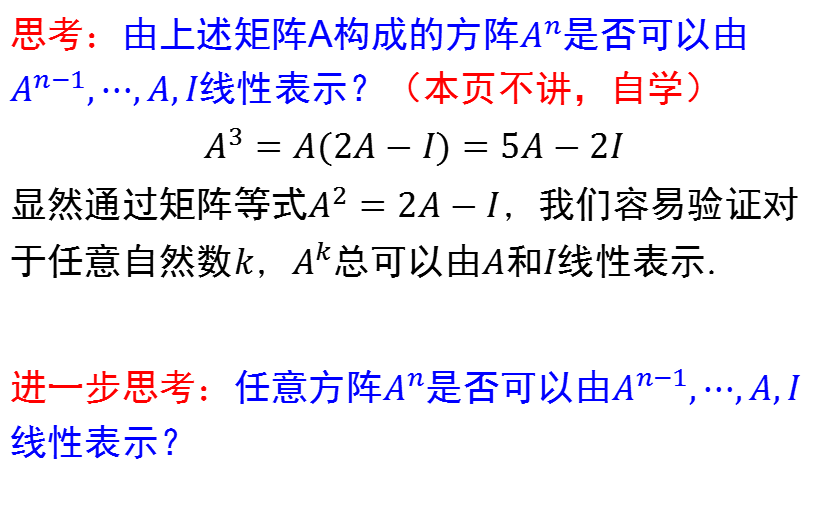 思考：由上述矩阵A构成的方阵Aⁿ是否可以由
Aⁿ⁻¹,⋯,A,I线性表示？（本页不讲，自学）
A³ = A(2A − I) = 5A − 2I
显然通过矩阵等式A² = 2A − I，我们容易验证对
于任意自然数k，Aᵏ总可以由A和I线性表示.
进一步思考：任意方阵Aⁿ是否可以由Aⁿ⁻¹,⋯,A,I
线性表示？